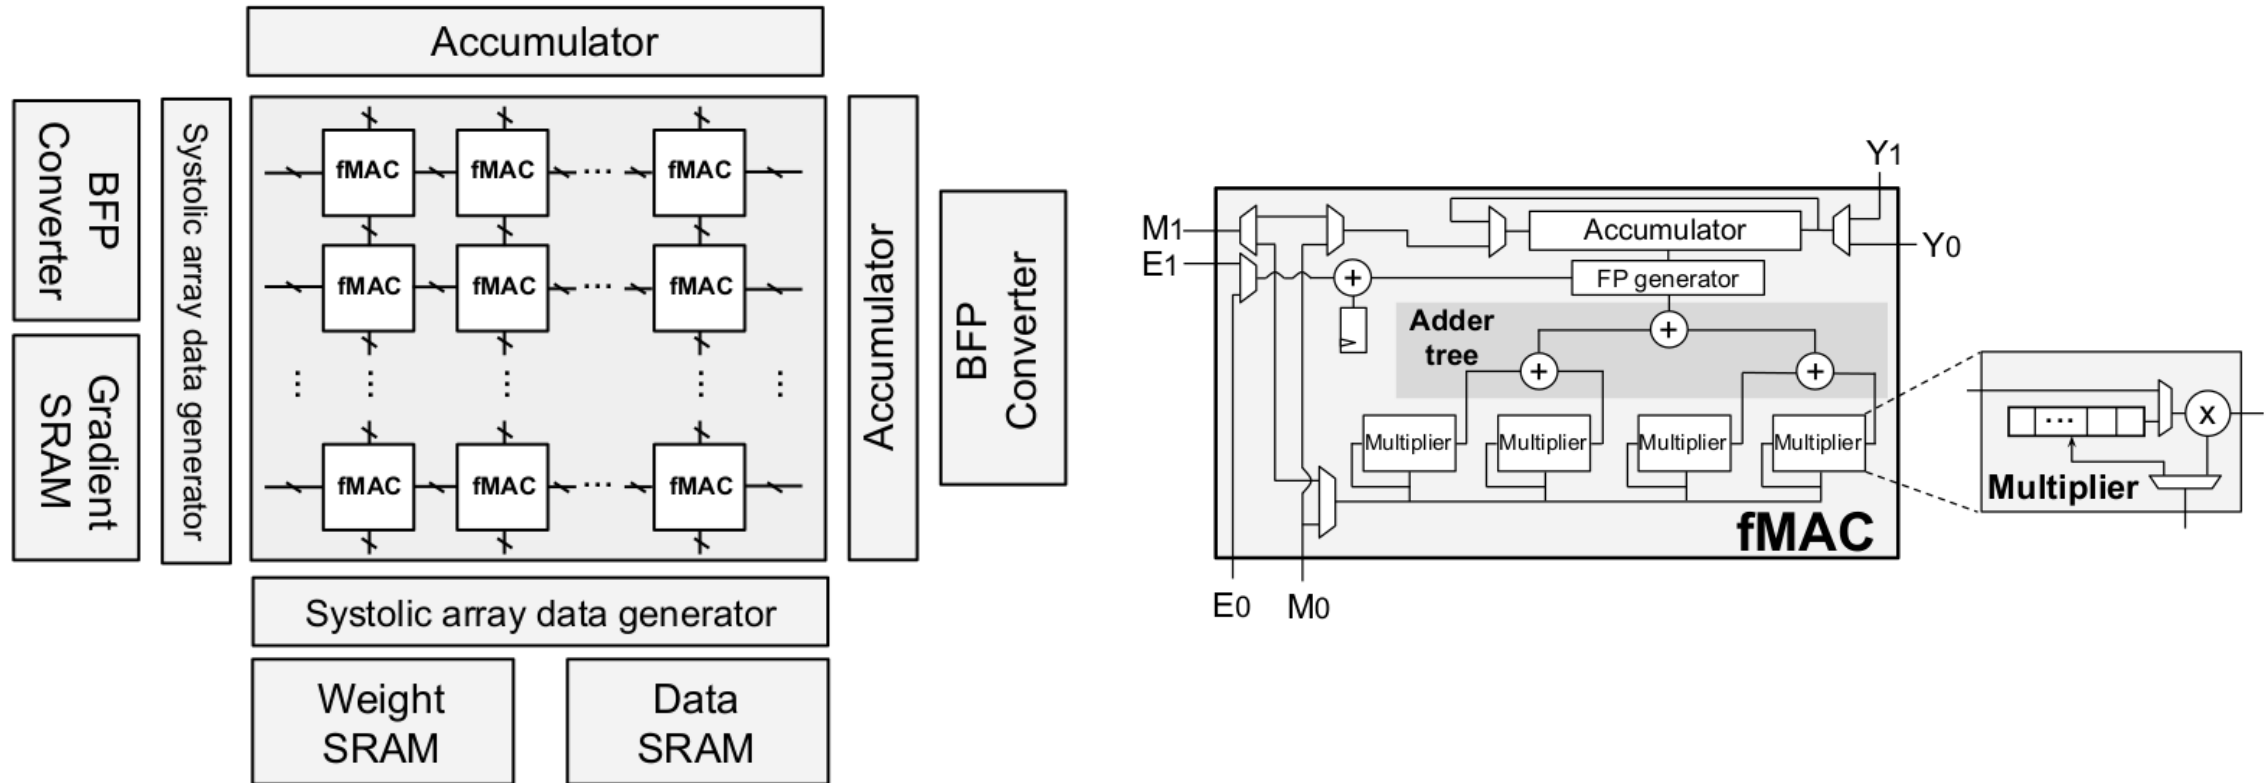 Accumulator
BFP
Converter
Gradient
SRAM
Systolic array data generator
fMAC fMAC ... fMAC
fMAC fMAC ... fMAC
... ... ... ... ...
fMAC fMAC ... fMAC
Accumulator
BFP
Converter
Systolic array data generator
Weight
SRAM
Data
SRAM
Y1
M1
Accumulator
Y0
E1
+
FP generator
Adder
tree
+
+
+
Multiplier
Multiplier
Multiplier
Multiplier
fMAC
E0
M0
...
X
Multiplier